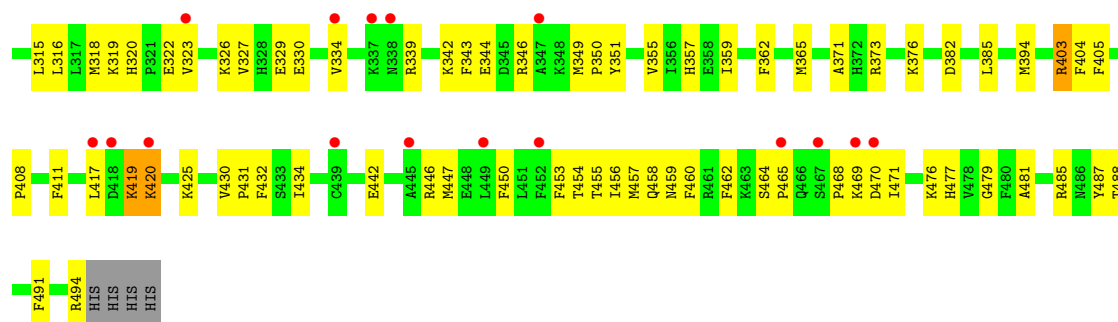 L315 L316 L317 M318 K319 H320 P321 E322 V323 K326 V327 H328 E329 E330 V334 K337 N338 R339 K342 F343 E344 D345 R346 A347 K348 M349 P350 Y351 V355 I356 H357 E358 I359 F362 M365 A371 H372 R373 K376 D382 L385 M394 R403 F404 F405
P408 F411 L417 D418 K419 K420 K425 V430 P431 F432 S433 I434 C439 E442 A445 R446 M447 E448 L449 F450 L451 F452 F453 T454 T455 I456 M457 Q458 N459 F460 R461 F462 K463 S464 P465 Q466 S467 P468 K469 D470 I471 K476 H477 V478 G479 F480 A481 R485 N486 Y487 T488
F491 R494 HIS HIS HIS HIS